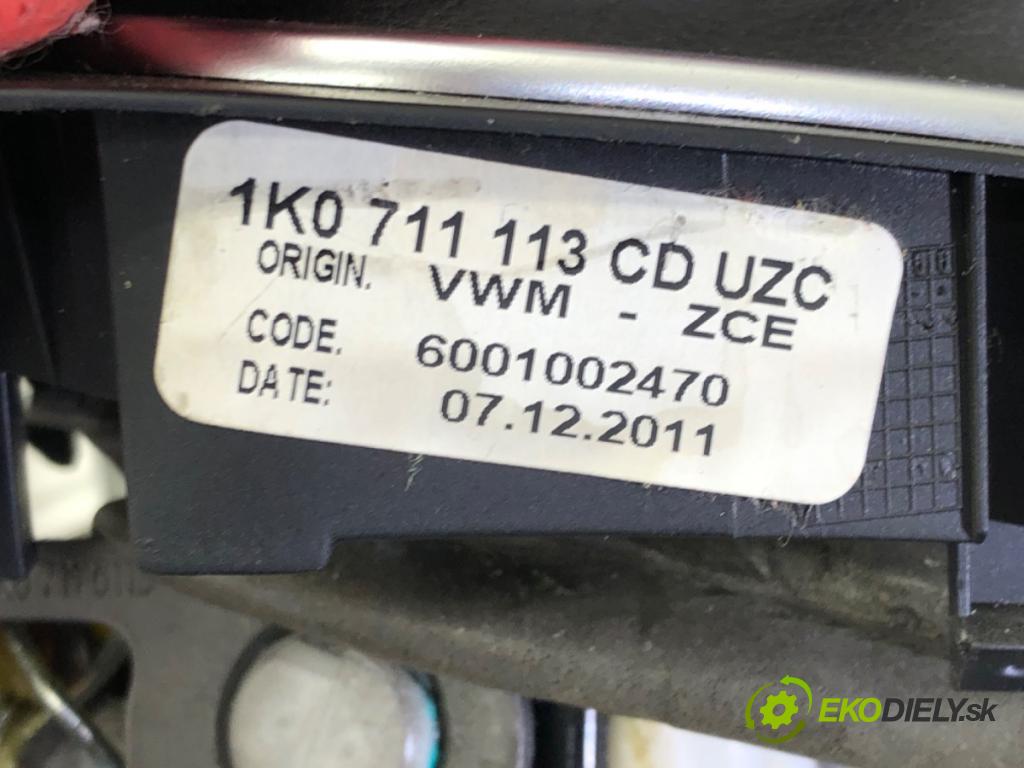 1K0 711 113 CD UZC
ORIGIN. VWM - ZCE
CODE. 6001002470
DATE: 07.12.2011
EKODIELY.sk